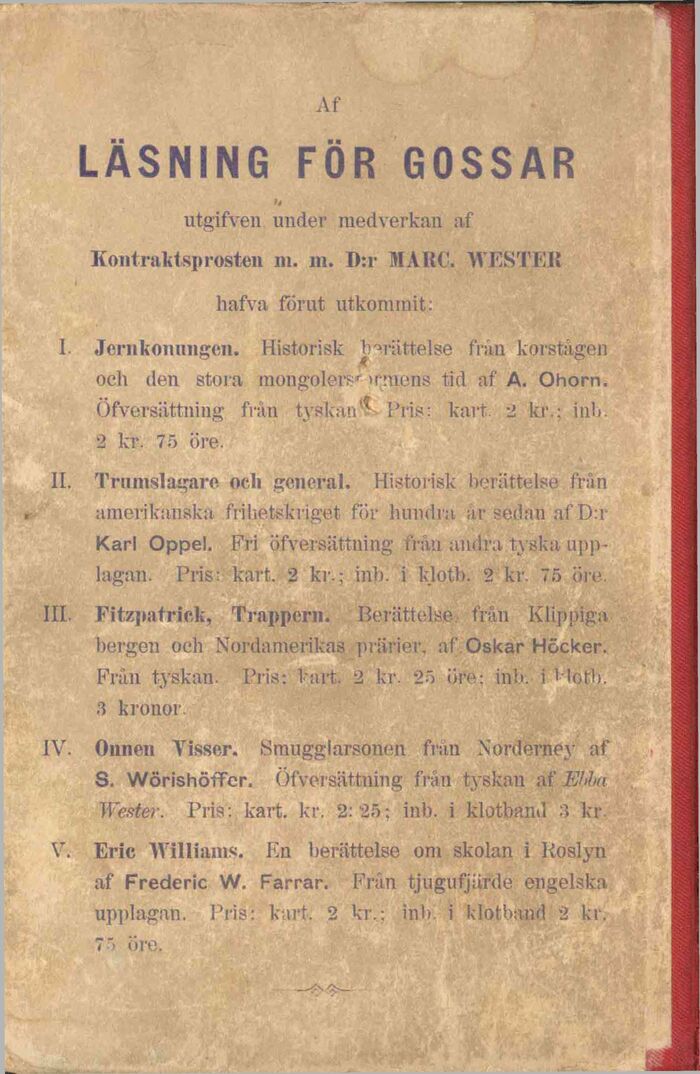 Af
LÄSNING FÖR GOSSAR
utgifven under medverkan af
Kontraktsprosten m. m. D:r MARC. WESTER
hafva förut utkommit:
I. Jernkonungen. Historisk berättelse från korstågen
och den stora mongolerstormens tid af A. Ohorn.
Öfversättning från tyskan. Pris: kart. 2 kr.; inb.
2 kr. 75 öre.
II. Trumslagare och general. Historisk berättelse från
amerikanska frihetskriget för hundra år sedan af D:r
Karl Oppel. Fri öfversättning från andra tyska upp-
lagan. Pris: kart. 2 kr.; inb. i klotb. 2 kr. 75 öre.
III. Fitzpatrick, Trappern. Berättelse från Klippiga
bergen och Nordamerikas prärier, af Oskar Höcker.
Från tyskan. Pris: kart. 2 kr. 25 öre; inb. i klotb.
3 kronor.
IV. Onnen Visser. Smugglarsonen från Norderney af
S. Wörishöffer. Öfversättning från tyskan af Ebba
Wester. Pris: kart. kr. 2: 25; inb. i klotband 3 kr.
V. Eric Williams. En berättelse om skolan i Roslyn
af Frederic W. Farrar. Från tjugufjärde engelska
upplagan. Pris: kart. 2 kr.; inb. i klotband 2 kr.
75 öre.